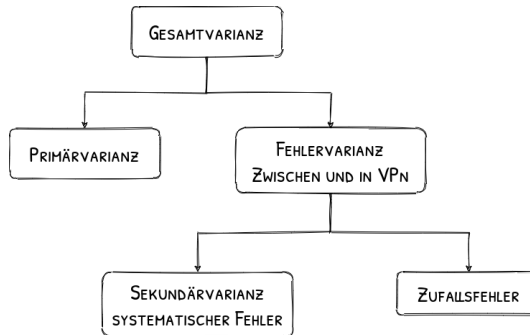 Gesamtvarianz
Primärvarianz
Fehlervarianz
Zwischen und in VPn
Sekundärvarianz
systematischer Fehler
Zufallsfehler